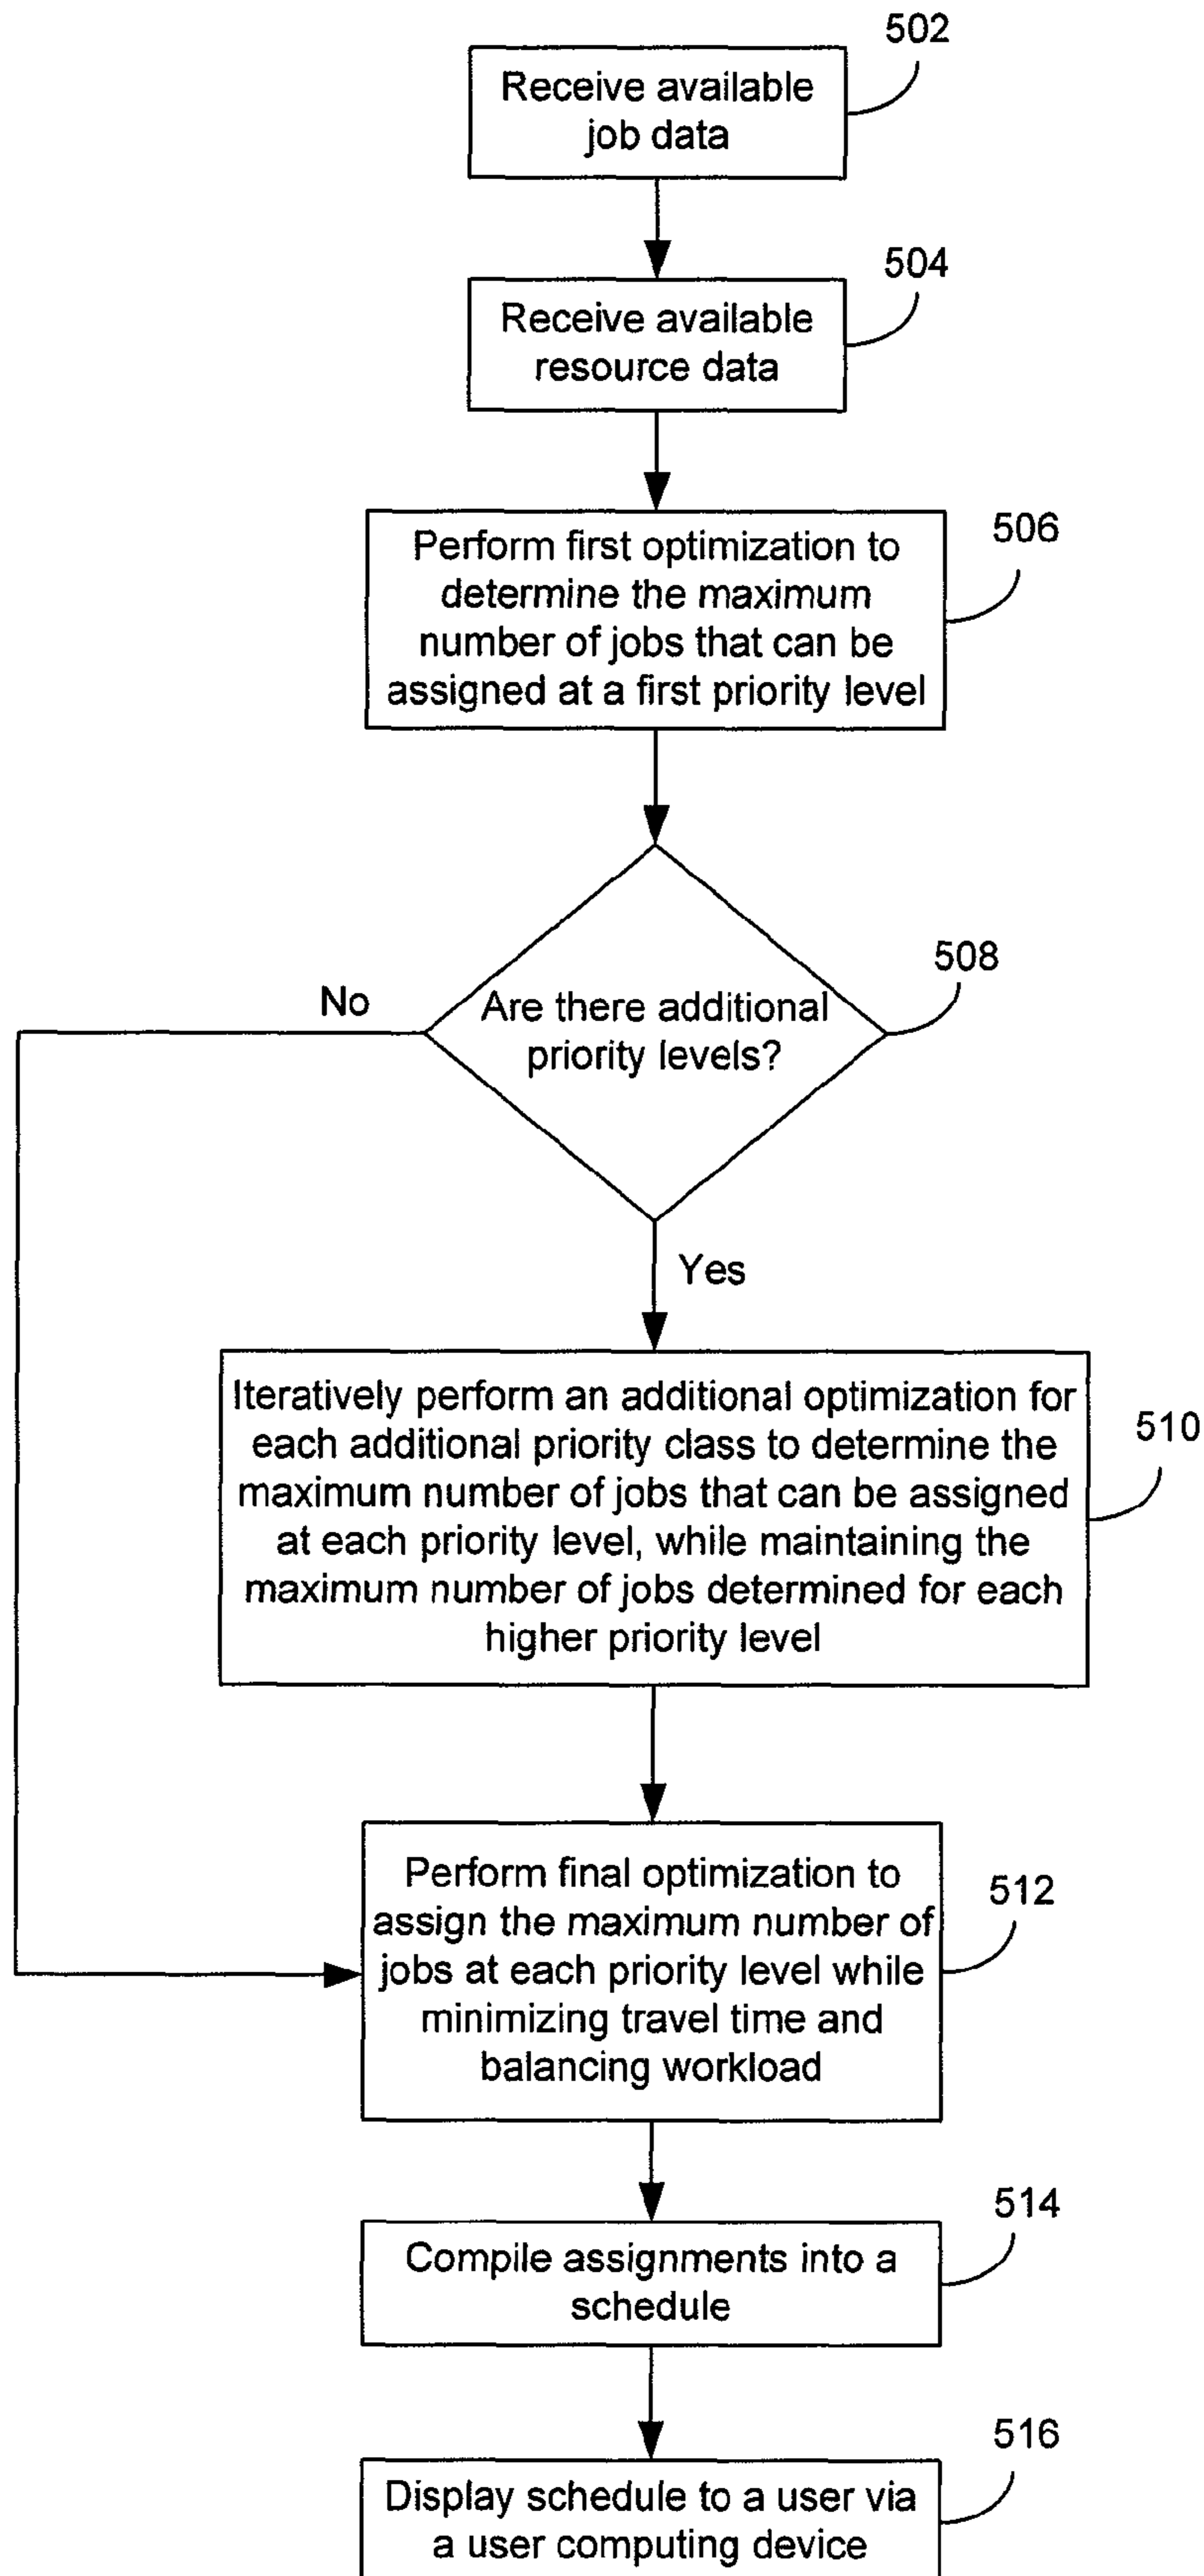 502
Receive available
job data
504
Receive available
resource data
506
Perform first optimization to
determine the maximum
number of jobs that can be
assigned at a first priority level
508
No
Are there additional
priority levels?
Yes
Iteratively perform an additional optimization for
each additional priority class to determine the
maximum number of jobs that can be assigned
at each priority level, while maintaining the
maximum number of jobs determined for each
higher priority level
510
Perform final optimization to
assign the maximum number of
jobs at each priority level while
minimizing travel time and
balancing workload
512
514
Compile assignments into a
schedule
516
Display schedule to a user via
a user computing device